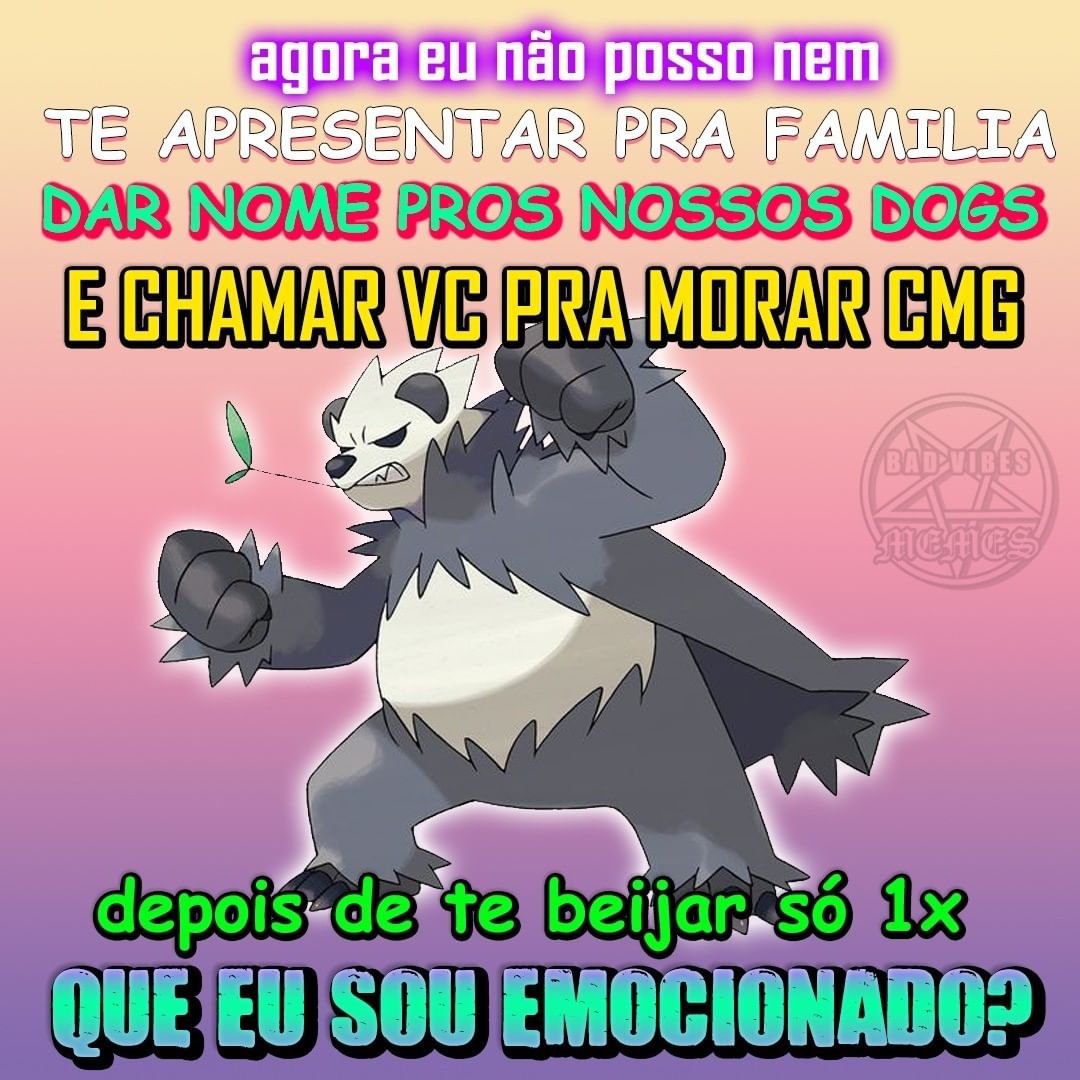 agora eu não posso nem
TE APRESENTAR PRA FAMILIA
DAR NOME PROS NOSSOS DOGS
E CHAMAR VC PRA MORAR CMG
BAD VIBES
MEMES
depois de te beijar só 1x
QUE EU SOU EMOCIONADO?